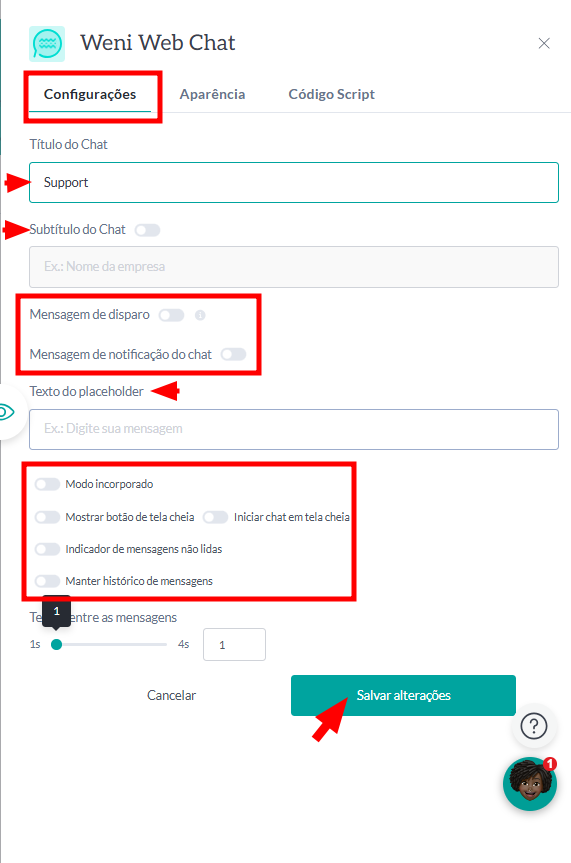 Weni Web Chat
Configurações Aparência Código Script
Título do Chat
Support
Subtítulo do Chat
Ex.: Nome da empresa
Mensagem de disparo
Mensagem de notificação do chat
Texto do placeholder
Ex.: Digite sua mensagem
Modo incorporado
Mostrar botão de tela cheia Iniciar chat em tela cheia
Indicador de mensagens não lidas
Manter histórico de mensagens
1
entre as mensagens
1s 4s 1
Cancelar Salvar alterações
?
1